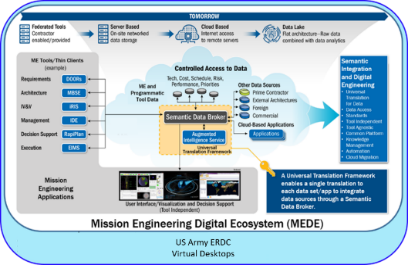 TOMORROW
Federated Tools
Contractor
enabled/provided
Server Based
On-site networked
data storage
Cloud Based
Internet access
to remote servers
Data Lake
Flat architecture - Raw data
combined with data analytics
ME Tools/Thin Clients
(example)
Requirements
DOORs
Architecture
MBSE
IV&V
IRIS
Management
IDE
Decision Support
RapiPlan
Execution
EIMS
Mission
Engineering
Applications
Controlled Access to Data
Tech, Cost, Schedule, Risk,
Performance, Priorities
ME and
Programmatic
Tool Data
Semantic Data Broker
Augmented
Intelligence Service
Universal
Translation Framework
Other Data Sources
Prime Contractor
External Architectures
Foreign
Commercial
Cloud-Based Applications
Applications
User Interface/Visualization and Decision Support
(Tool Independent)
Semantic
Integration
and Digital
Engineering
• Universal
Translation
for Data
• Data Access
• Standards
• Tool Independent
• Tool Agnostic
• Common Platform
• Knowledge
Management
• Automation
• Cloud Migration
A Universal Translation Framework
enables a single translation to
each data set/app to integrate
data sources through a Semantic
Data Broker.
Mission Engineering Digital Ecosystem (MEDE)
US Army ERDC
Virtual Desktops